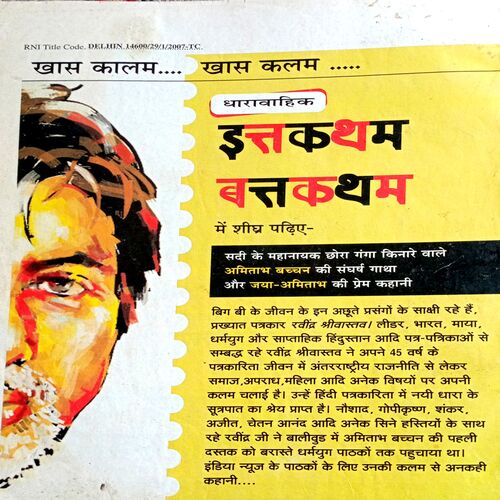 RNI Title Code. DELHIN 14600/29/1/2007-TC
खास कालम.... खास कलम .....
धारावाहिक
इत्तकथम
बत्तकथम
में शीघ्र पढ़िए-
सदी के महानायक छोरा गंगा किनारे वाले
अमिताभ बच्चन की संघर्ष गाथा
और जया-अमिताभ की प्रेम कहानी
बिग बी के जीवन के इन अछूते प्रसंगों के साक्षी रहे हैं,
प्रख्यात पत्रकार रवींद्र श्रीवास्तव। लीडर, भारत, माया,
धर्मयुग और साप्ताहिक हिंदुस्तान आदि पत्र-पत्रिकाओं से
सम्बद्ध रहे रवींद्र श्रीवास्तव ने अपने 45 वर्ष के
पत्रकारिता जीवन में अंतरराष्ट्रीय राजनीति से लेकर
समाज,अपराध,महिला आदि अनेक विषयों पर अपनी
कलम चलाई है। उन्हें हिंदी पत्रकारिता में नयी धारा के
सूत्रपात का श्रेय प्राप्त है। नौशाद, गोपीकृष्ण, शंकर,
अजीत, चेतन आनंद आदि अनेक सिने हस्तियों के साथ
रहे रवींद्र जी ने बालीवुड में अमिताभ बच्चन की पहली
दस्तक को बरास्ते धर्मयुग पाठकों तक पहुचाया था।
इंडिया न्यूज के पाठकों के लिए उनकी कलम से अनकही
कहानी....